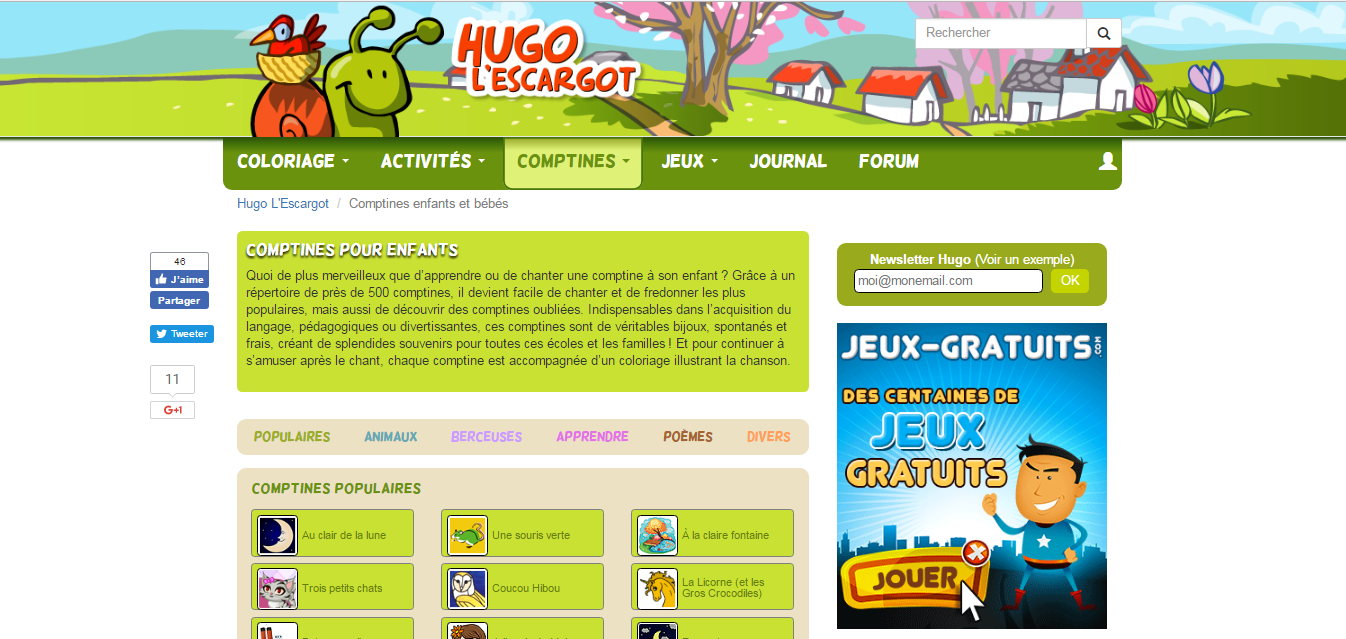 HUGO
L'ESCARGOT
Rechercher
COLORIAGE ACTIVITÉS COMPTINES JEUX JOURNAL FORUM
Hugo L'Escargot / Comptines enfants et bébés
46
J'aime
Partager
Tweeter
11
G+1
COMPTINES POUR ENFANTS
Quoi de plus merveilleux que d'apprendre ou de chanter une comptine à son enfant ? Grâce à un
répertoire de près de 500 comptines, il devient facile de chanter et de fredonner les plus
populaires, mais aussi de découvrir des comptines oubliées. Indispensables dans l'acquisition du
langage, pédagogiques ou divertissantes, ces comptines sont de véritables bijoux, spontanés et
frais, créant de splendides souvenirs pour toutes ces écoles et les familles ! Et pour continuer à
s'amuser après le chant, chaque comptine est accompagnée d'un coloriage illustrant la chanson.
POPULAIRES ANIMAUX BERCEUSES APPRENDRE POÈMES DIVERS
COMPTINES POPULAIRES
Au clair de la lune
Une souris verte
À la claire fontaine
Trois petits chats
Coucou Hibou
La Licorne (et les
Gros Crocodiles)
Newsletter Hugo (Voir un exemple)
moi@monemail.com OK
JEUX-GRATUITS.COM
DES CENTAINES DE
JEUX
GRATUITS
JOUER